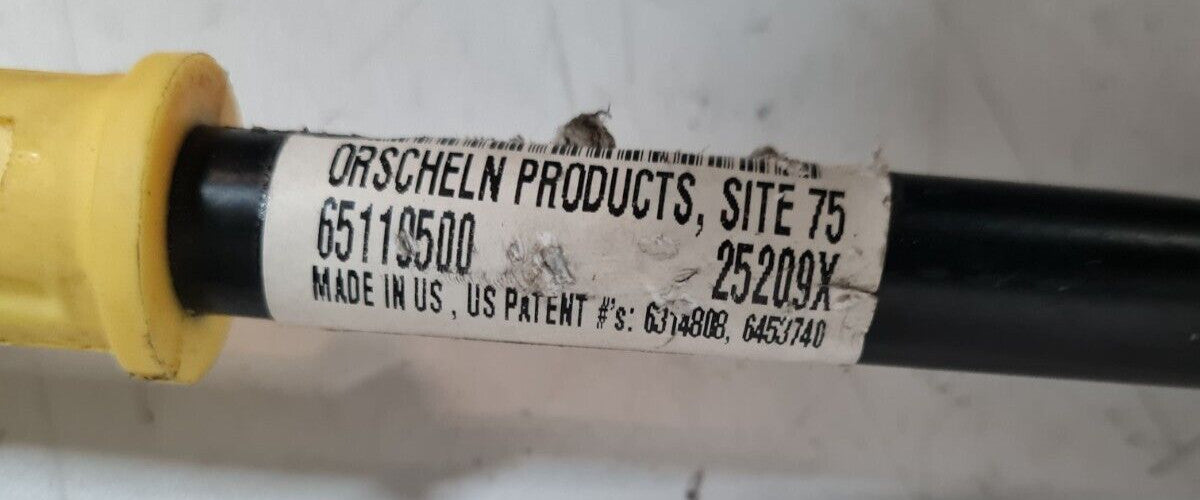 ORSCHELN PRODUCTS, SITE 75
65119500 25209X
MADE IN US , US PATENT #'s: 6314808, 6453740